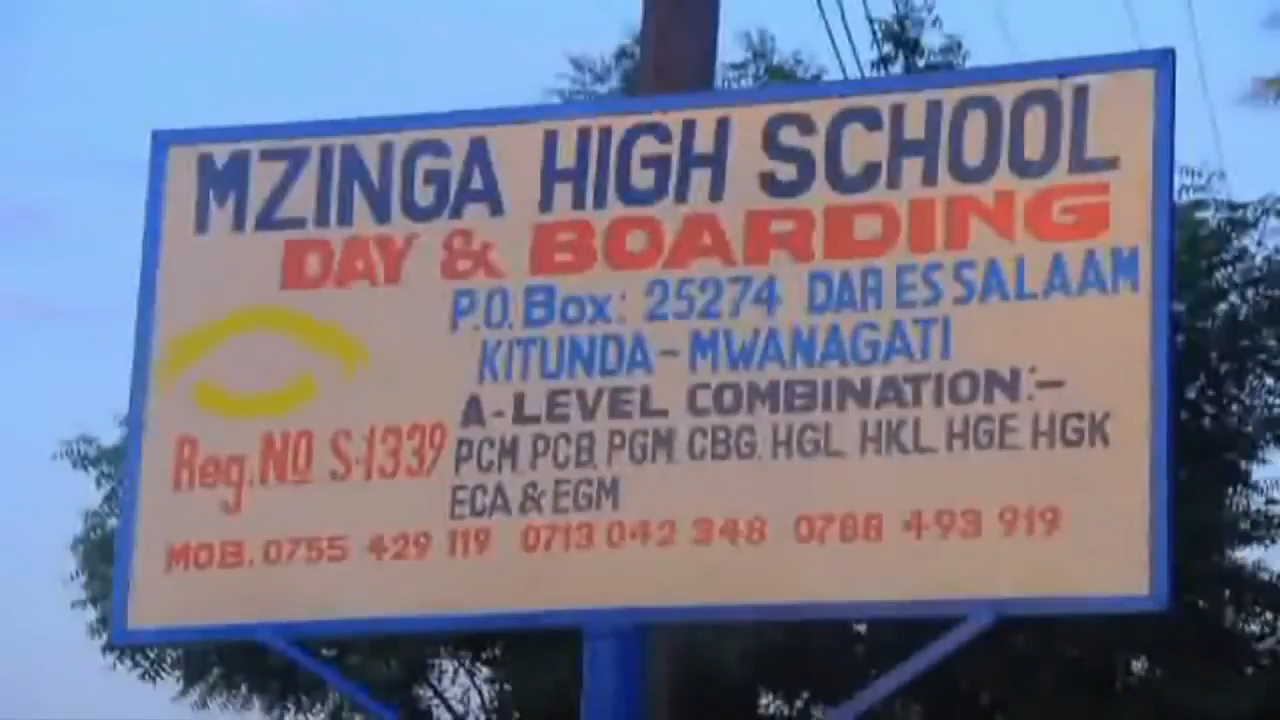 MZINGA HIGH SCHOOL
DAY & BOARDING
P.O. Box: 25274 DAR ES SALAAM
KITUNDA - MWANAGATI
A-LEVEL COMBINATION:-
Reg. No S.1339
PCM, PCB, PGM, CBG, HGL, HKL, HGE, HGK
ECA & EGM
MOB. 0755 429 119 0713 042 348 0788 493 919